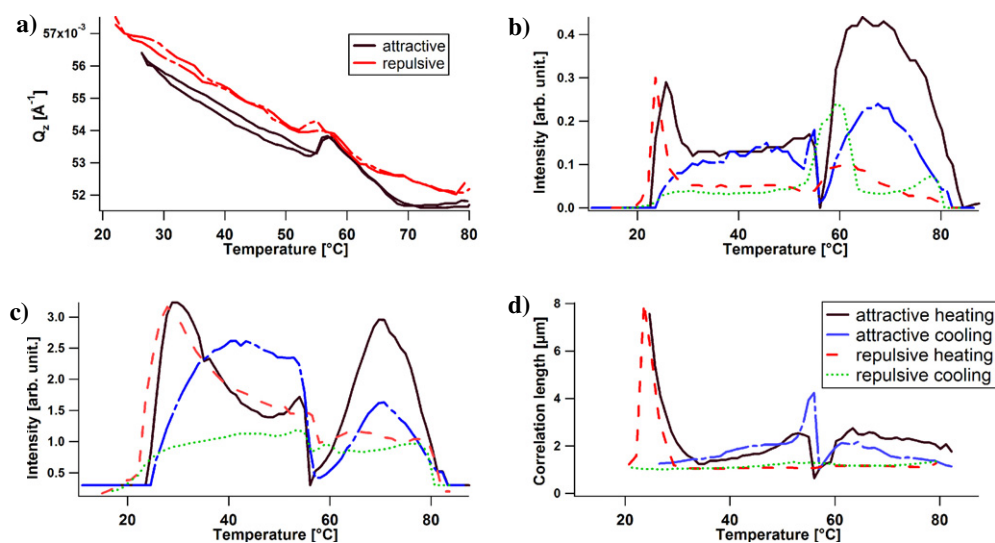 a)
57x10⁻³
56
55
54
53
52
Qz [Å⁻¹]
20 30 40 50 60 70 80
Temperature [°C]
attractive
repulsive
b)
0.4
0.3
0.2
0.1
0.0
Intensity [arb. unit.]
20 40 60 80
Temperature [°C]
c)
3.0
2.5
2.0
1.5
1.0
0.5
Intensity [arb. unit.]
20 40 60 80
Temperature [°C]
d)
8
6
4
2
0
Correlation length [µm]
20 40 60 80
Temperature [°C]
attractive heating
attractive cooling
repulsive heating
repulsive cooling